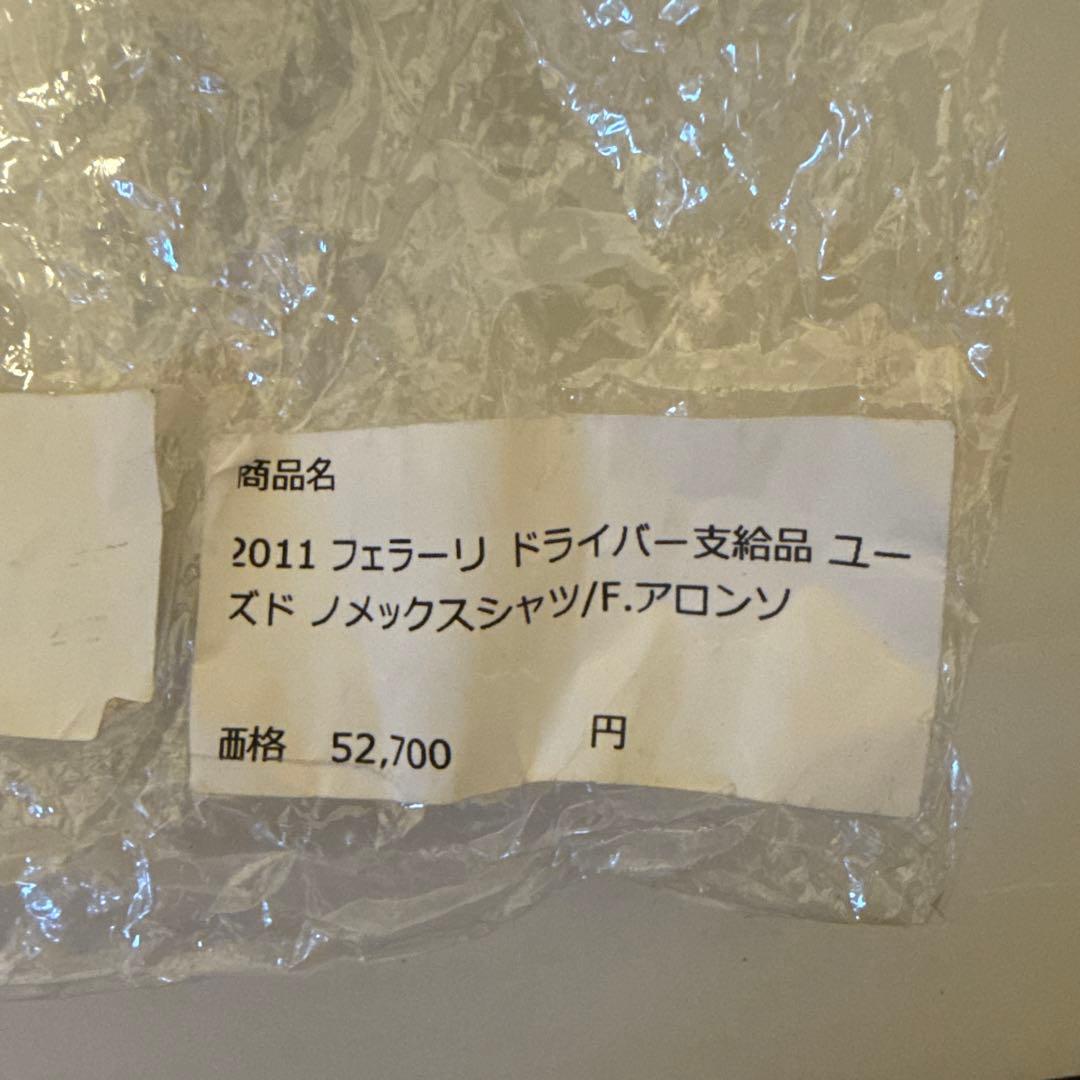 商品名
2011 フェラーリ ドライバー支給品 ユー
ズド ノメックスシャツ/F.アロンソ
価格 52,700 円